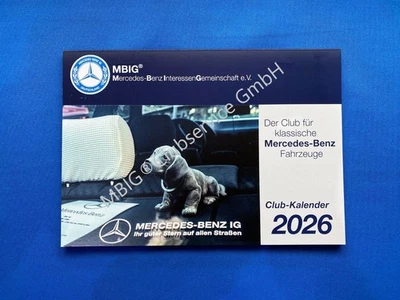 MBIG®
Mercedes-Benz InteressenGemeinschaft e.V.
Der Club für
klassische
Mercedes-Benz
Fahrzeuge
MERCEDES-BENZ IG
Ihr guter Stern auf allen Straßen
Club-Kalender
2026
©MBIG® Clubservice GmbH